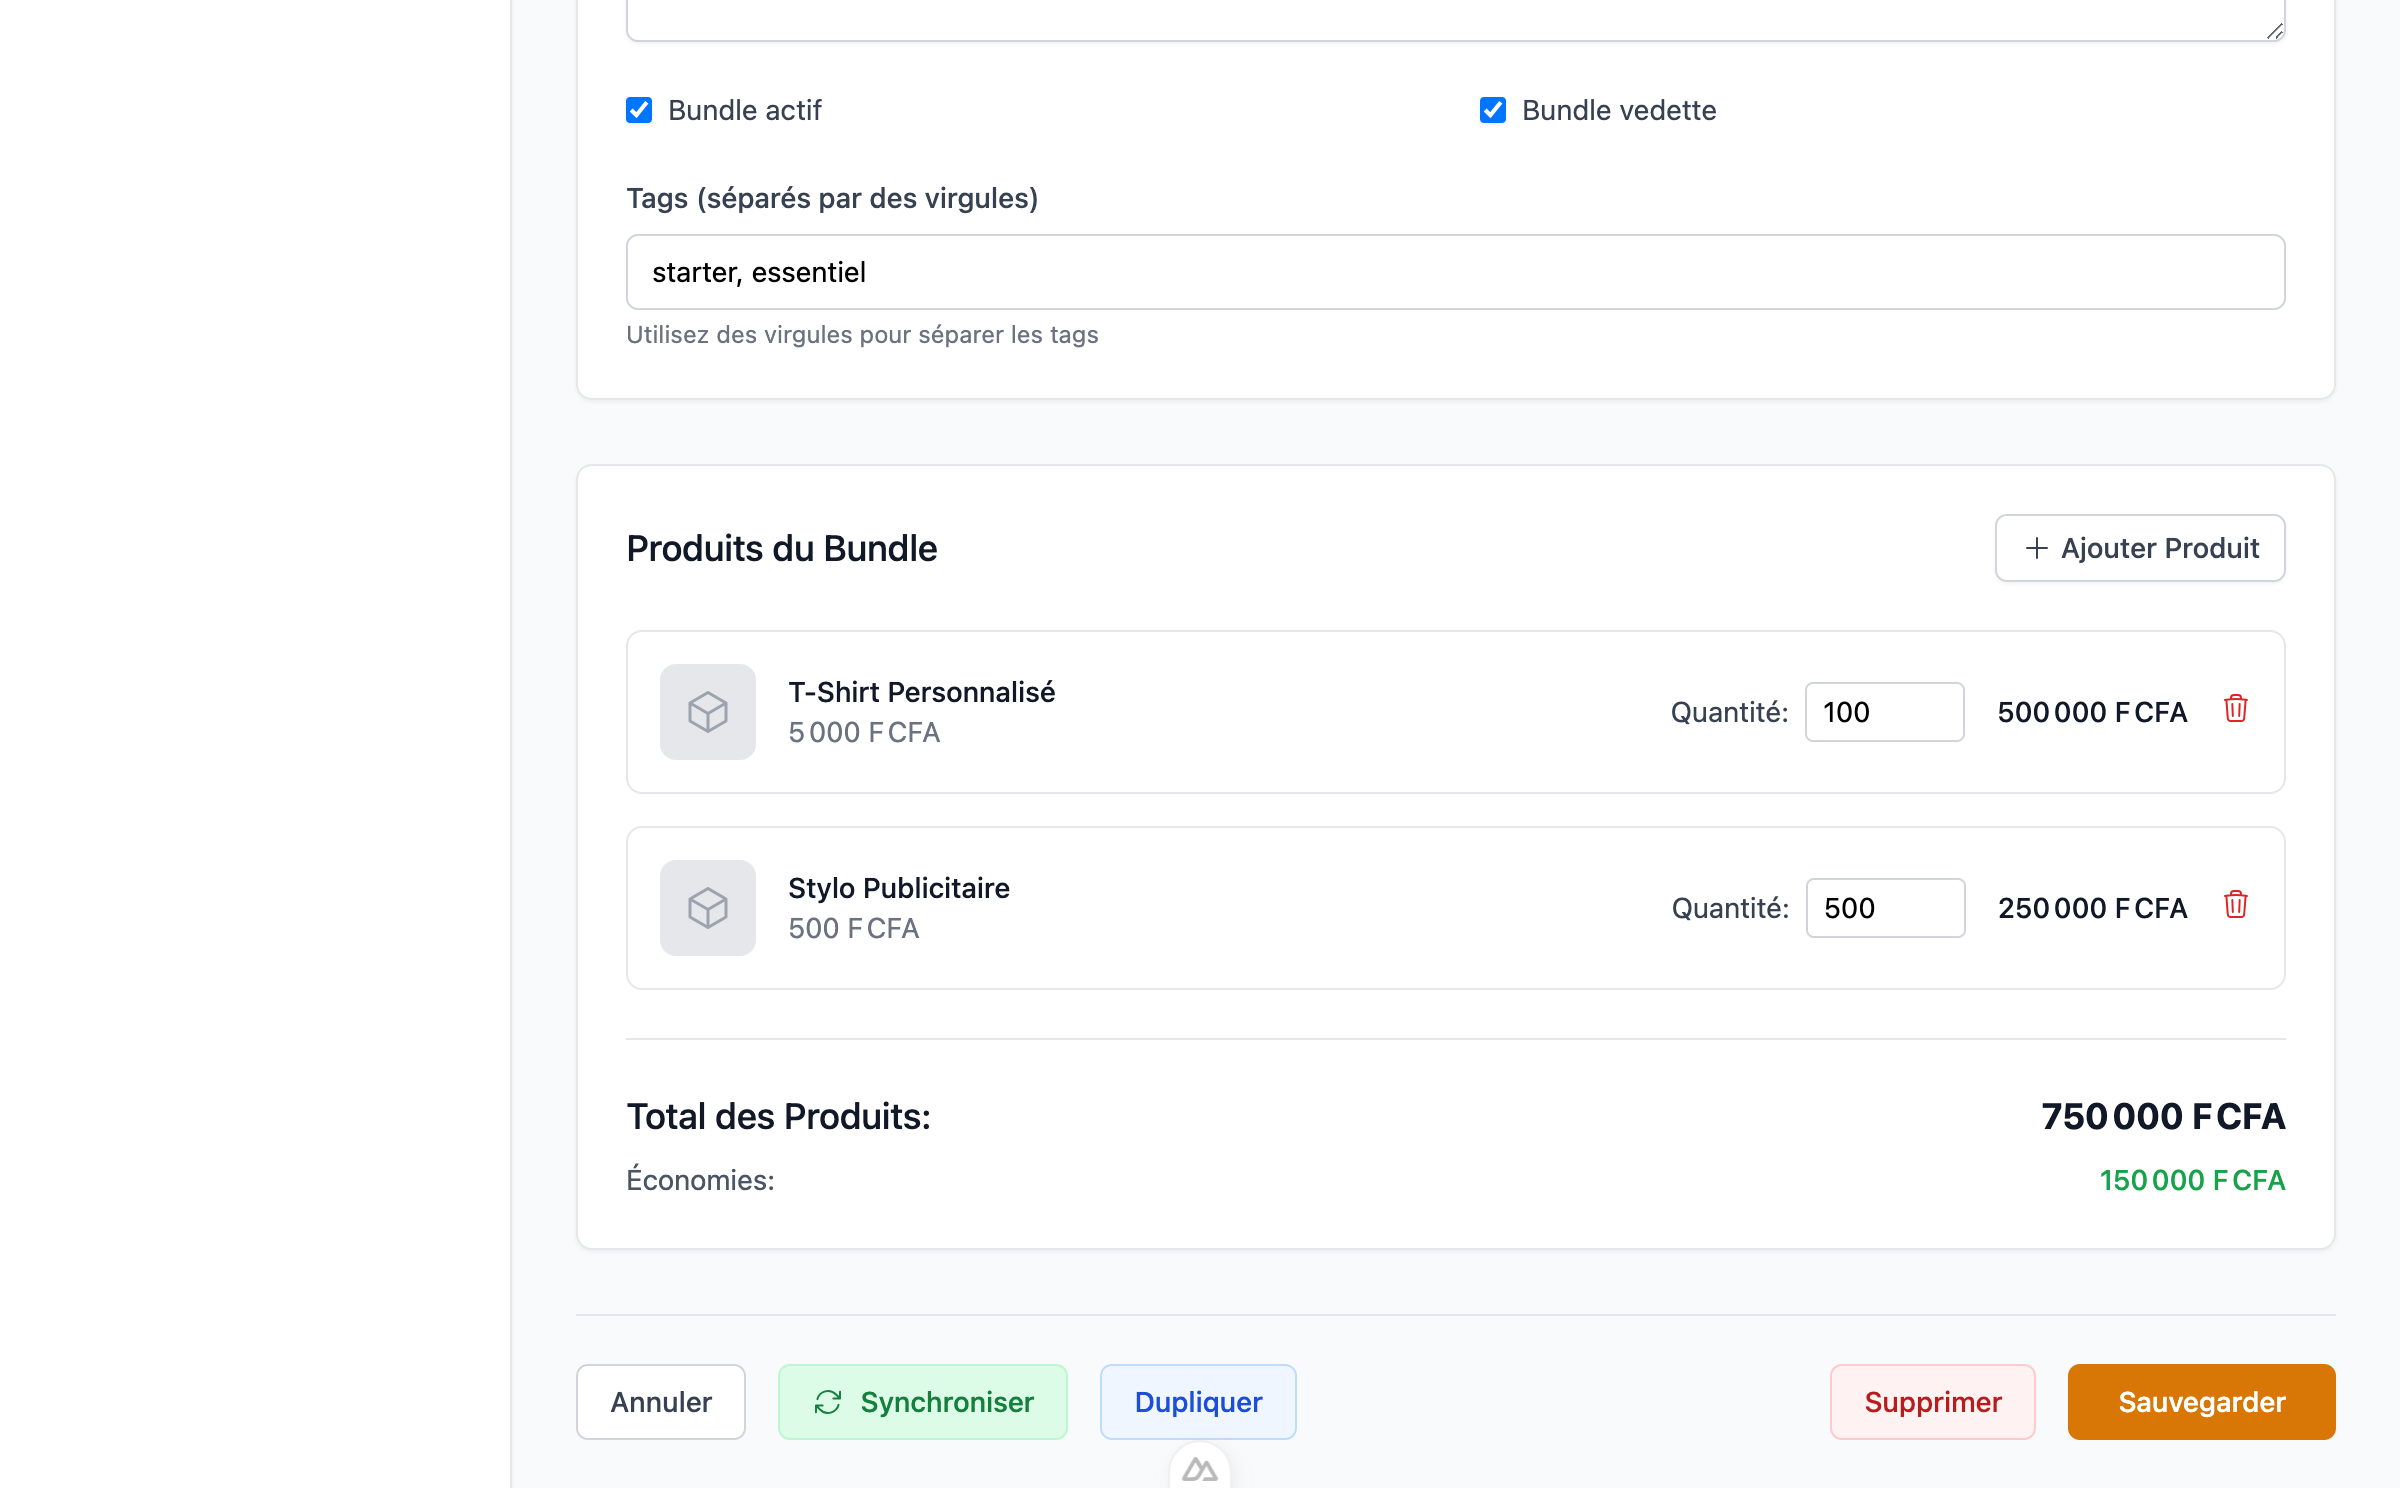 Bundle actif
Bundle vedette
Tags (séparés par des virgules)
starter, essentiel
Utilisez des virgules pour séparer les tags
Produits du Bundle
Ajouter Produit
T-Shirt Personnalisé
5 000 F CFA
Quantité:
100
500 000 F CFA
Stylo Publicitaire
500 F CFA
Quantité:
500
250 000 F CFA
Total des Produits:
750 000 F CFA
Économies:
150 000 F CFA
Annuler
Synchroniser
Dupliquer
Supprimer
Sauvegarder